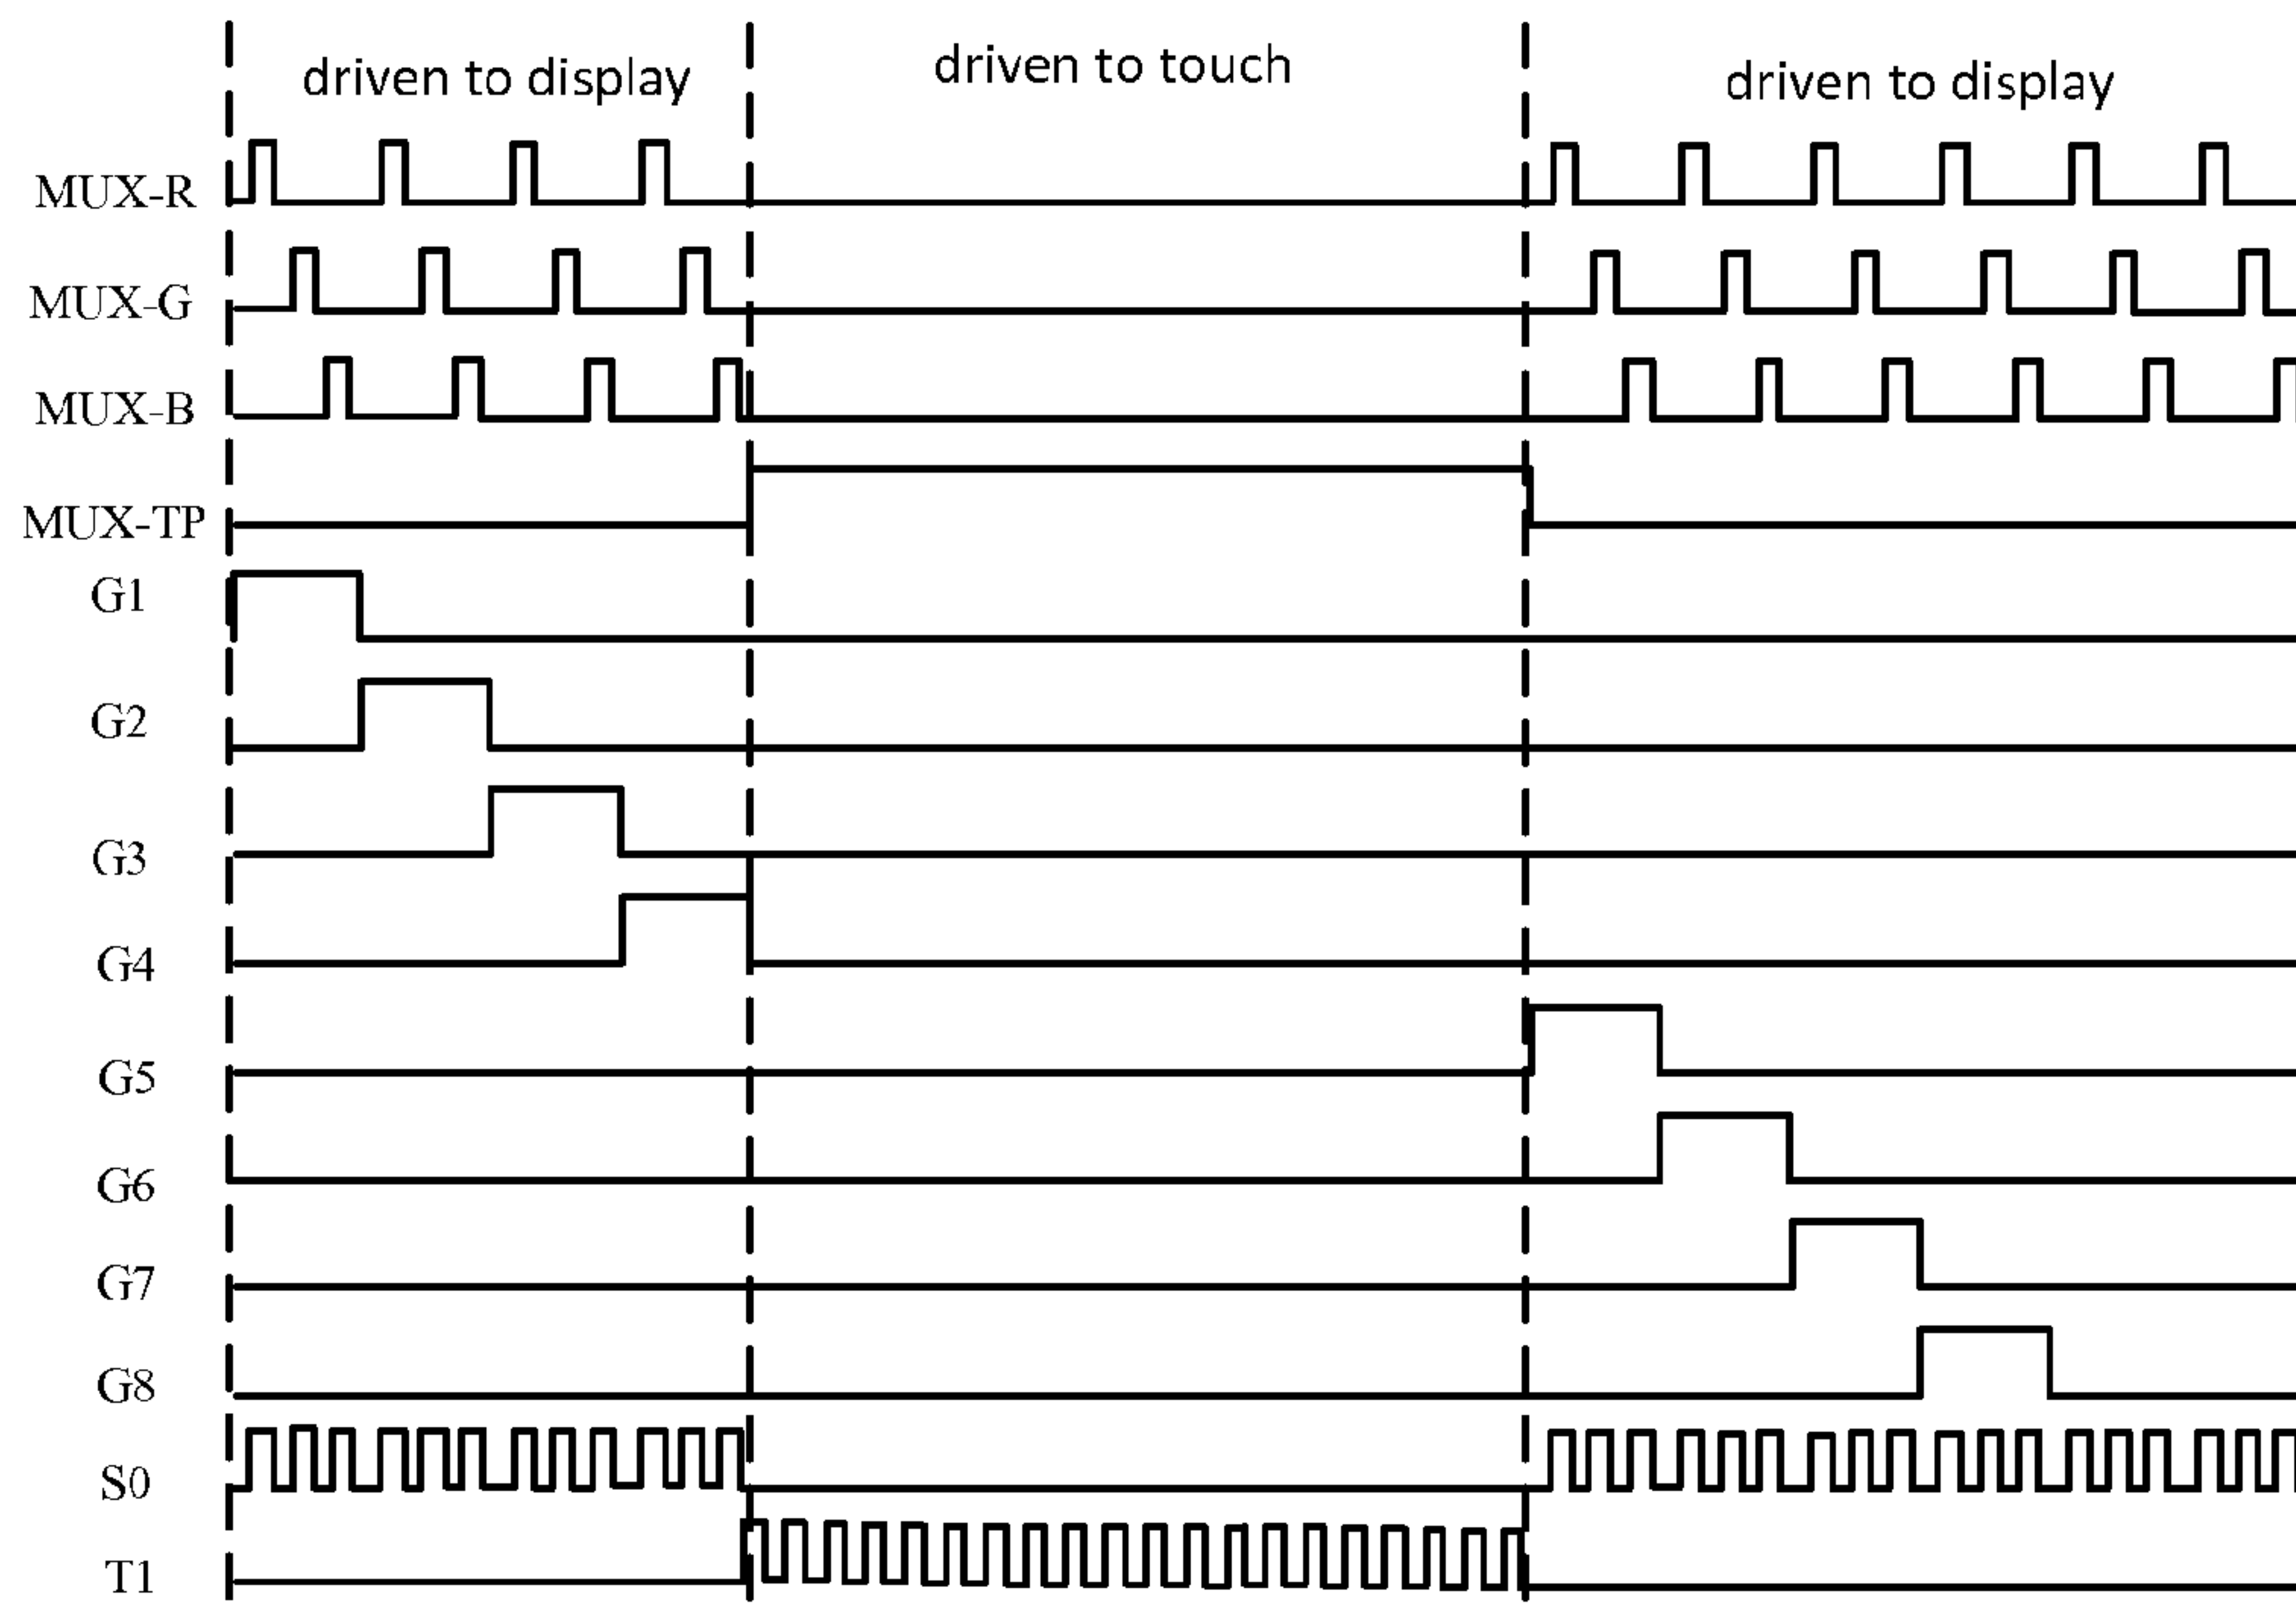 driven to display
driven to touch
driven to display
MUX-R
MUX-G
MUX-B
MUX-TP
G1
G2
G3
G4
G5
G6
G7
G8
S0
T1